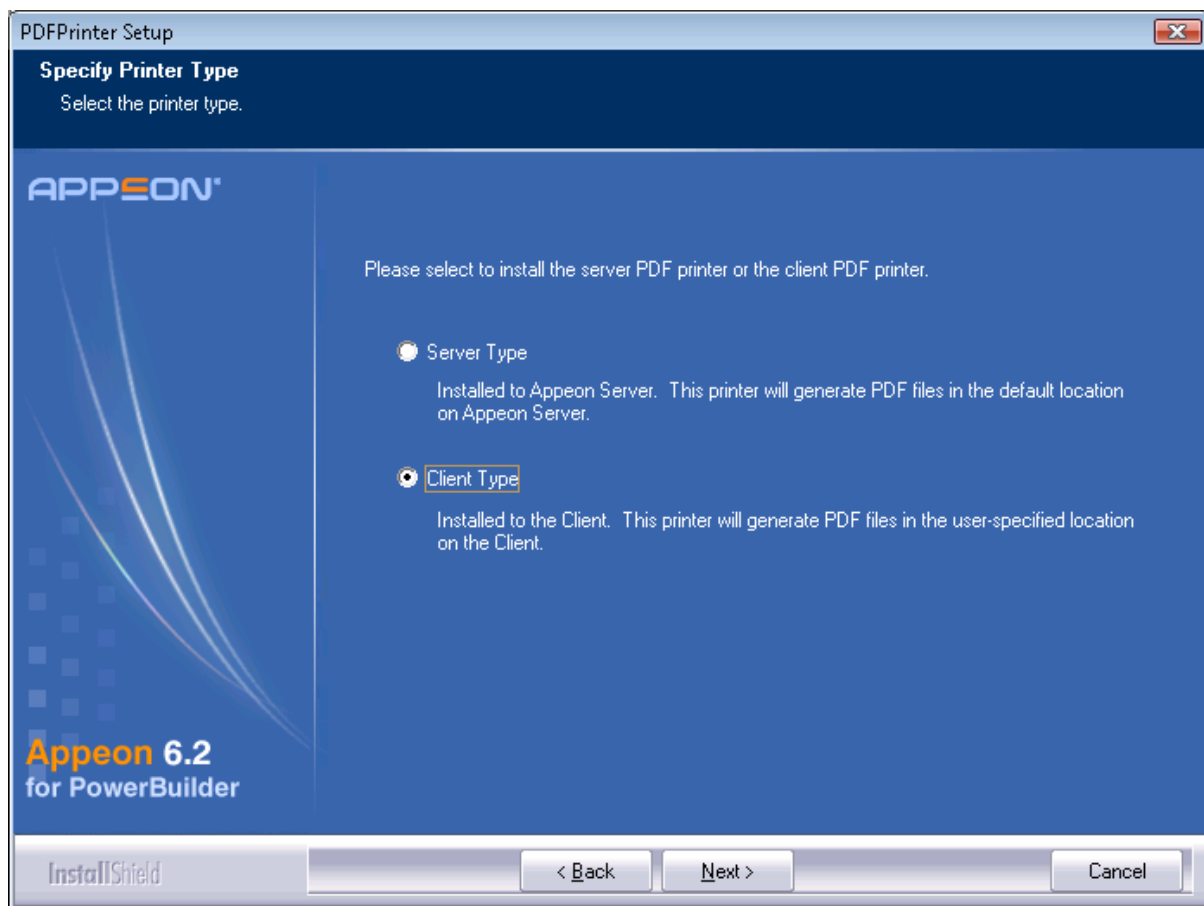 PDFPrinter Setup
Specify Printer Type
Select the printer type.
APPEON
Please select to install the server PDF printer or the client PDF printer.
Server Type
Installed to Appeon Server.  This printer will generate PDF files in the default location
on Appeon Server.
Client Type
Installed to the Client.  This printer will generate PDF files in the user-specified location
on the Client.
Appeon 6.2
for PowerBuilder
InstallShield
< Back
Next >
Cancel